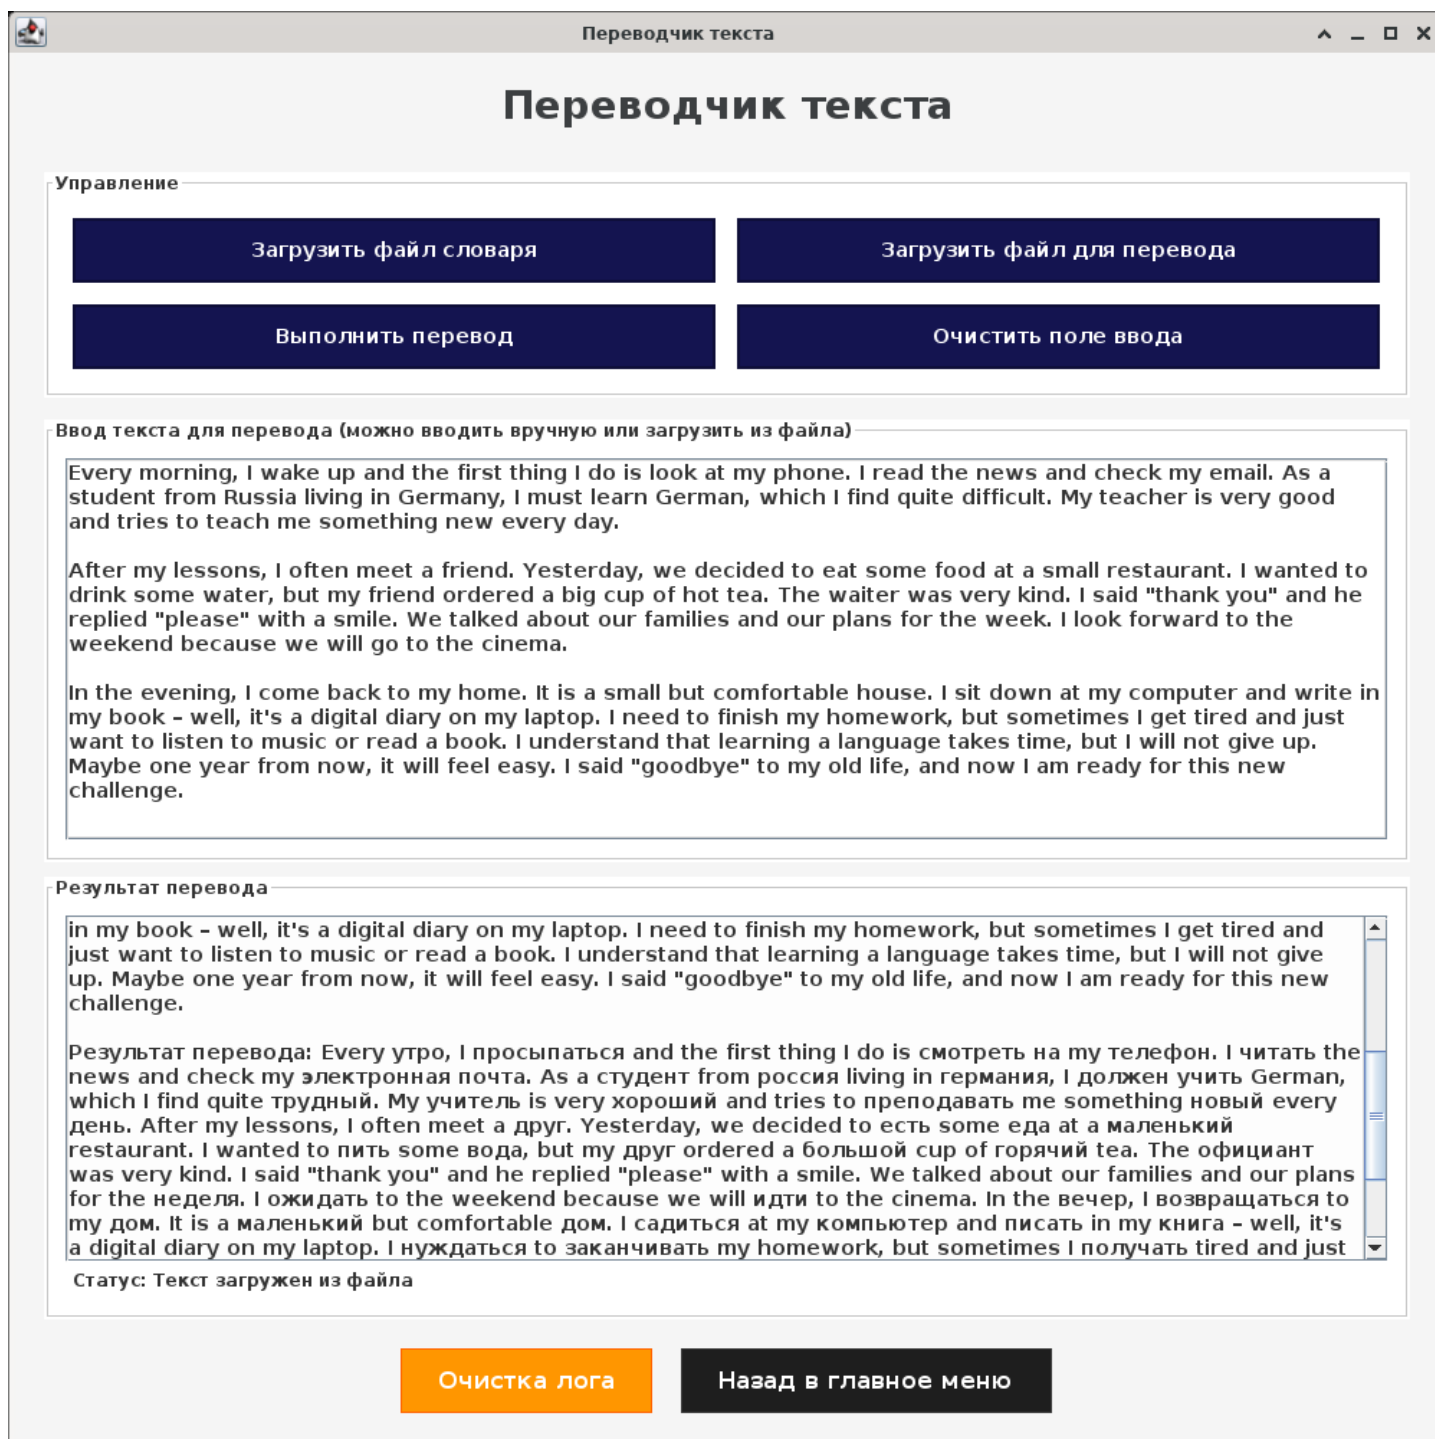 Переводчик текста
Переводчик текста
Управление
Загрузить файл словаря
Загрузить файл для перевода
Выполнить перевод
Очистить поле ввода
Ввод текста для перевода (можно вводить вручную или загрузить из файла)
Every morning, I wake up and the first thing I do is look at my phone. I read the news and check my email. As a
student from Russia living in Germany, I must learn German, which I find quite difficult. My teacher is very good
and tries to teach me something new every day.
After my lessons, I often meet a friend. Yesterday, we decided to eat some food at a small restaurant. I wanted to
drink some water, but my friend ordered a big cup of hot tea. The waiter was very kind. I said "thank you" and he
replied "please" with a smile. We talked about our families and our plans for the week. I look forward to the
weekend because we will go to the cinema.
In the evening, I come back to my home. It is a small but comfortable house. I sit down at my computer and write in
my book – well, it's a digital diary on my laptop. I need to finish my homework, but sometimes I get tired and just
want to listen to music or read a book. I understand that learning a language takes time, but I will not give up.
Maybe one year from now, it will feel easy. I said "goodbye" to my old life, and now I am ready for this new
challenge.
Результат перевода
in my book – well, it's a digital diary on my laptop. I need to finish my homework, but sometimes I get tired and
just want to listen to music or read a book. I understand that learning a language takes time, but I will not give
up. Maybe one year from now, it will feel easy. I said "goodbye" to my old life, and now I am ready for this new
challenge.
Результат перевода: Every утро, I просыпаться and the first thing I do is смотреть на my телефон. I читать the
news and check my электронная почта. As a студент from россия living in германия, I должен учить German,
which I find quite трудный. My учитель is very хороший and tries to преподавать me something новый every
день. After my lessons, I often meet a друг. Yesterday, we decided to есть some еда at a маленький
restaurant. I wanted to пить some вода, but my друг ordered a большой cup of горячий tea. The официант
was very kind. I said "thank you" and he replied "please" with a smile. We talked about our families and our plans
for the неделя. I ожидать to the weekend because we will идти to the cinema. In the вечер, I возвращаться to
my дом. It is a маленький but comfortable дом. I садиться at my компьютер and писать in my книга – well, it's
a digital diary on my laptop. I нуждаться to заканчивать my homework, but sometimes I получать tired and just
Статус: Текст загружен из файла
Очистка лога
Назад в главное меню